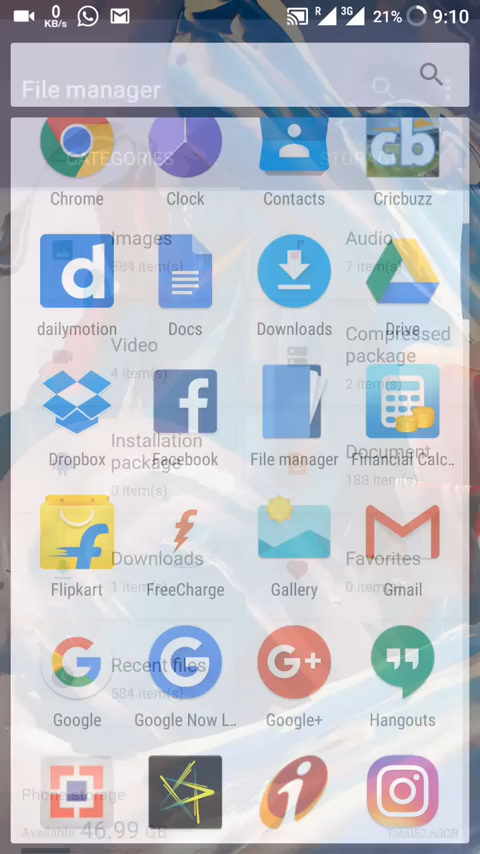 0
KB/s
R
3G
21%
9:10
File manager
CATEGORIES
STORAGE
Chrome
Clock
Contacts
Cricbuzz
cb
Images
884 item(s)
Audio
7 item(s)
d
dailymotion
Docs
Downloads
Drive
Video
4 item(s)
Compressed
package
2 item(s)
Dropbox
Facebook
File manager
Financial Calc..
Installation
package
0 item(s)
Document
188 item(s)
Flipkart
FreeCharge
Gallery
Gmail
Downloads
1 item(s)
Favorites
0 item(s)
G
G
G+
Google
Google Now L..
Google+
Hangouts
Recent files
584 item(s)
Phone storage
Available 46.99 GB